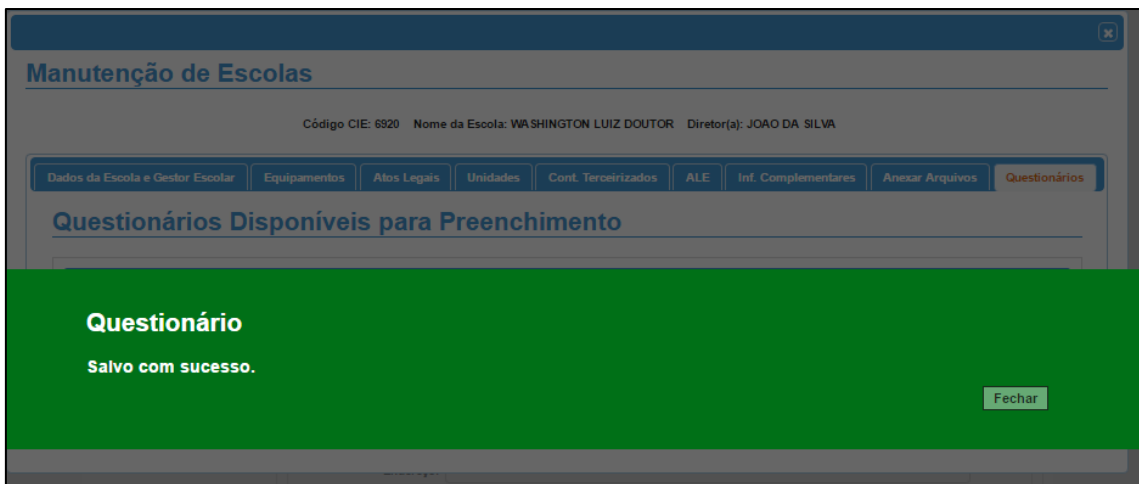 Manutenção de Escolas
Código CIE: 6920 Nome da Escola: WASHINGTON LUIZ DOUTOR Diretor(a): JOAO DA SILVA
Dados da Escola e Gestor Escolar Equipamentos Atos Legais Unidades Cont. Terceirizados ALE Inf. Complementares Anexar Arquivos Questionários
Questionários Disponíveis para Preenchimento
Questionário
Salvo com sucesso.
Fechar